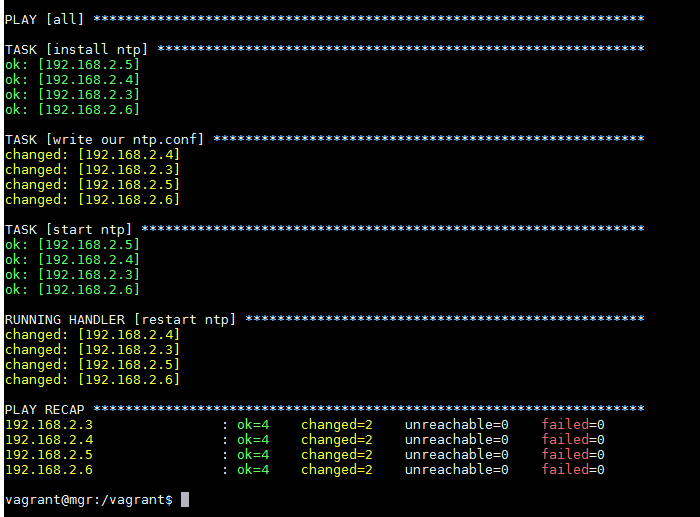 PLAY [all] *********************************************************************
TASK [install ntp] *************************************************************
ok: [192.168.2.5]
ok: [192.168.2.4]
ok: [192.168.2.3]
ok: [192.168.2.6]
TASK [write our ntp.conf] ******************************************************
changed: [192.168.2.4]
changed: [192.168.2.3]
changed: [192.168.2.5]
changed: [192.168.2.6]
TASK [start ntp] ***************************************************************
ok: [192.168.2.5]
ok: [192.168.2.4]
ok: [192.168.2.3]
ok: [192.168.2.6]
RUNNING HANDLER [restart ntp] **************************************************
changed: [192.168.2.4]
changed: [192.168.2.3]
changed: [192.168.2.5]
changed: [192.168.2.6]
PLAY RECAP *********************************************************************
192.168.2.3                : ok=4    changed=2    unreachable=0    failed=0
192.168.2.4                : ok=4    changed=2    unreachable=0    failed=0
192.168.2.5                : ok=4    changed=2    unreachable=0    failed=0
192.168.2.6                : ok=4    changed=2    unreachable=0    failed=0
vagrant@mgr:/vagrant$